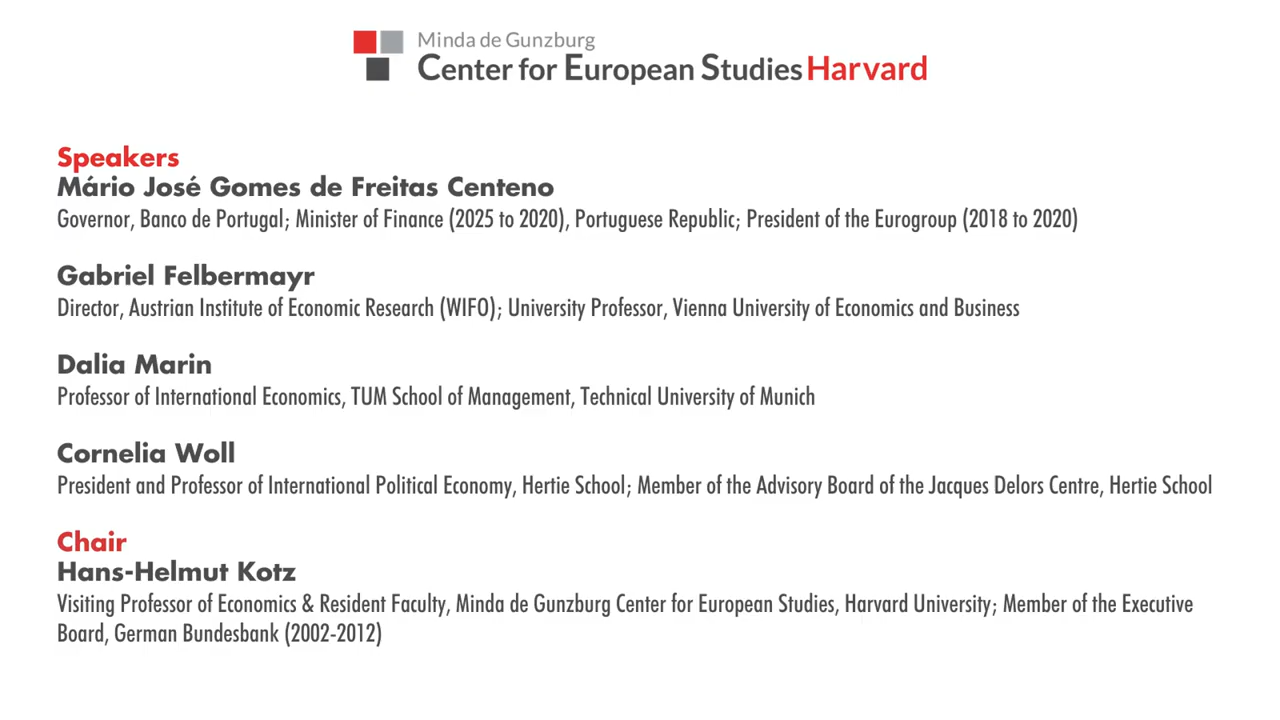 Minda de Gunzburg
Center for European Studies Harvard
Speakers
Mário José Gomes de Freitas Centeno
Governor, Banco de Portugal; Minister of Finance (2025 to 2020), Portuguese Republic; President of the Eurogroup (2018 to 2020)
Gabriel Felbermayr
Director, Austrian Institute of Economic Research (WIFO); University Professor, Vienna University of Economics and Business
Dalia Marin
Professor of International Economics, TUM School of Management, Technical University of Munich
Cornelia Woll
President and Professor of International Political Economy, Hertie School; Member of the Advisory Board of the Jacques Delors Centre, Hertie School
Chair
Hans-Helmut Kotz
Visiting Professor of Economics & Resident Faculty, Minda de Gunzburg Center for European Studies, Harvard University; Member of the Executive
Board, German Bundesbank (2002-2012)